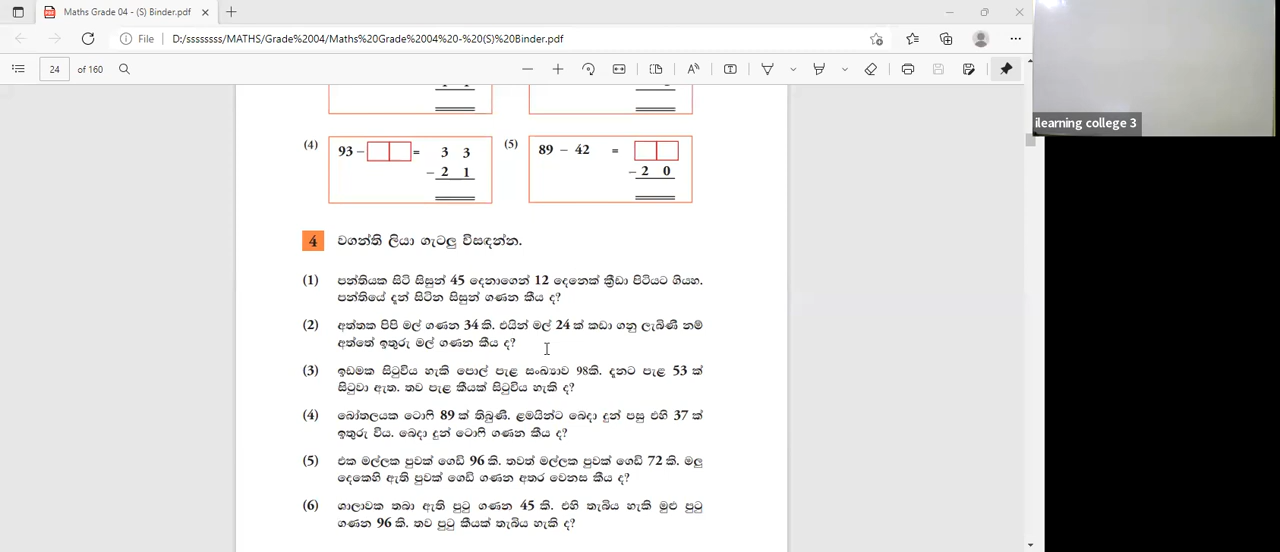 Maths Grade 04 - (S) Binder.pdf
File D:/ssssssss/MATHS/Grade%2004/Maths%20Grade%2004%20-%20(S)%20Binder.pdf
24 of 160
ilearning college 3
(4) 93 − = 3 3
− 2 1
(5) 89 − 42 =
− 2 0
4 වගන්ති ලියා ගැටලු විසඳන්න.
(1) පන්තියක සිටි සිසුන් 45 දෙනාගෙන් 12 දෙනෙක් ක්‍රීඩා පිටියට ගියහ.
පන්තියේ දැන් සිටින සිසුන් ගණන කීය ද?
(2) අත්තක පිපි මල් ගණන 34 කි. එයින් මල් 24 ක් කඩා ගනු ලැබිණී නම්
අත්තේ ඉතුරු මල් ගණන කීය ද?
(3) ඉඩමක සිටුවිය හැකි පොල් පැළ සංඛ්‍යාව 98කි. දැනට පැළ 53 ක්
සිටුවා ඇත. තව පැළ කීයක් සිටුවිය හැකි ද?
(4) බෝතලයක ටොෆි 89 ක් තිබුණි. ළමයින්ට බෙදා දුන් පසු එහි 37 ක්
ඉතුරු විය. බෙදා දුන් ටොෆි ගණන කීය ද?
(5) එක මල්ලක පුවක් ගෙඩි 96 කි. තවත් මල්ලක පුවක් ගෙඩි 72 කි. මලු
දෙකෙහි ඇති පුවක් ගෙඩි ගණන අතර වෙනස කීය ද?
(6) ශාලාවක තබා ඇති පුටු ගණන 45 කි. එහි තැබිය හැකි මුළු පුටු
ගණන 96 කි. තව පුටු කීයක් තැබිය හැකි ද?